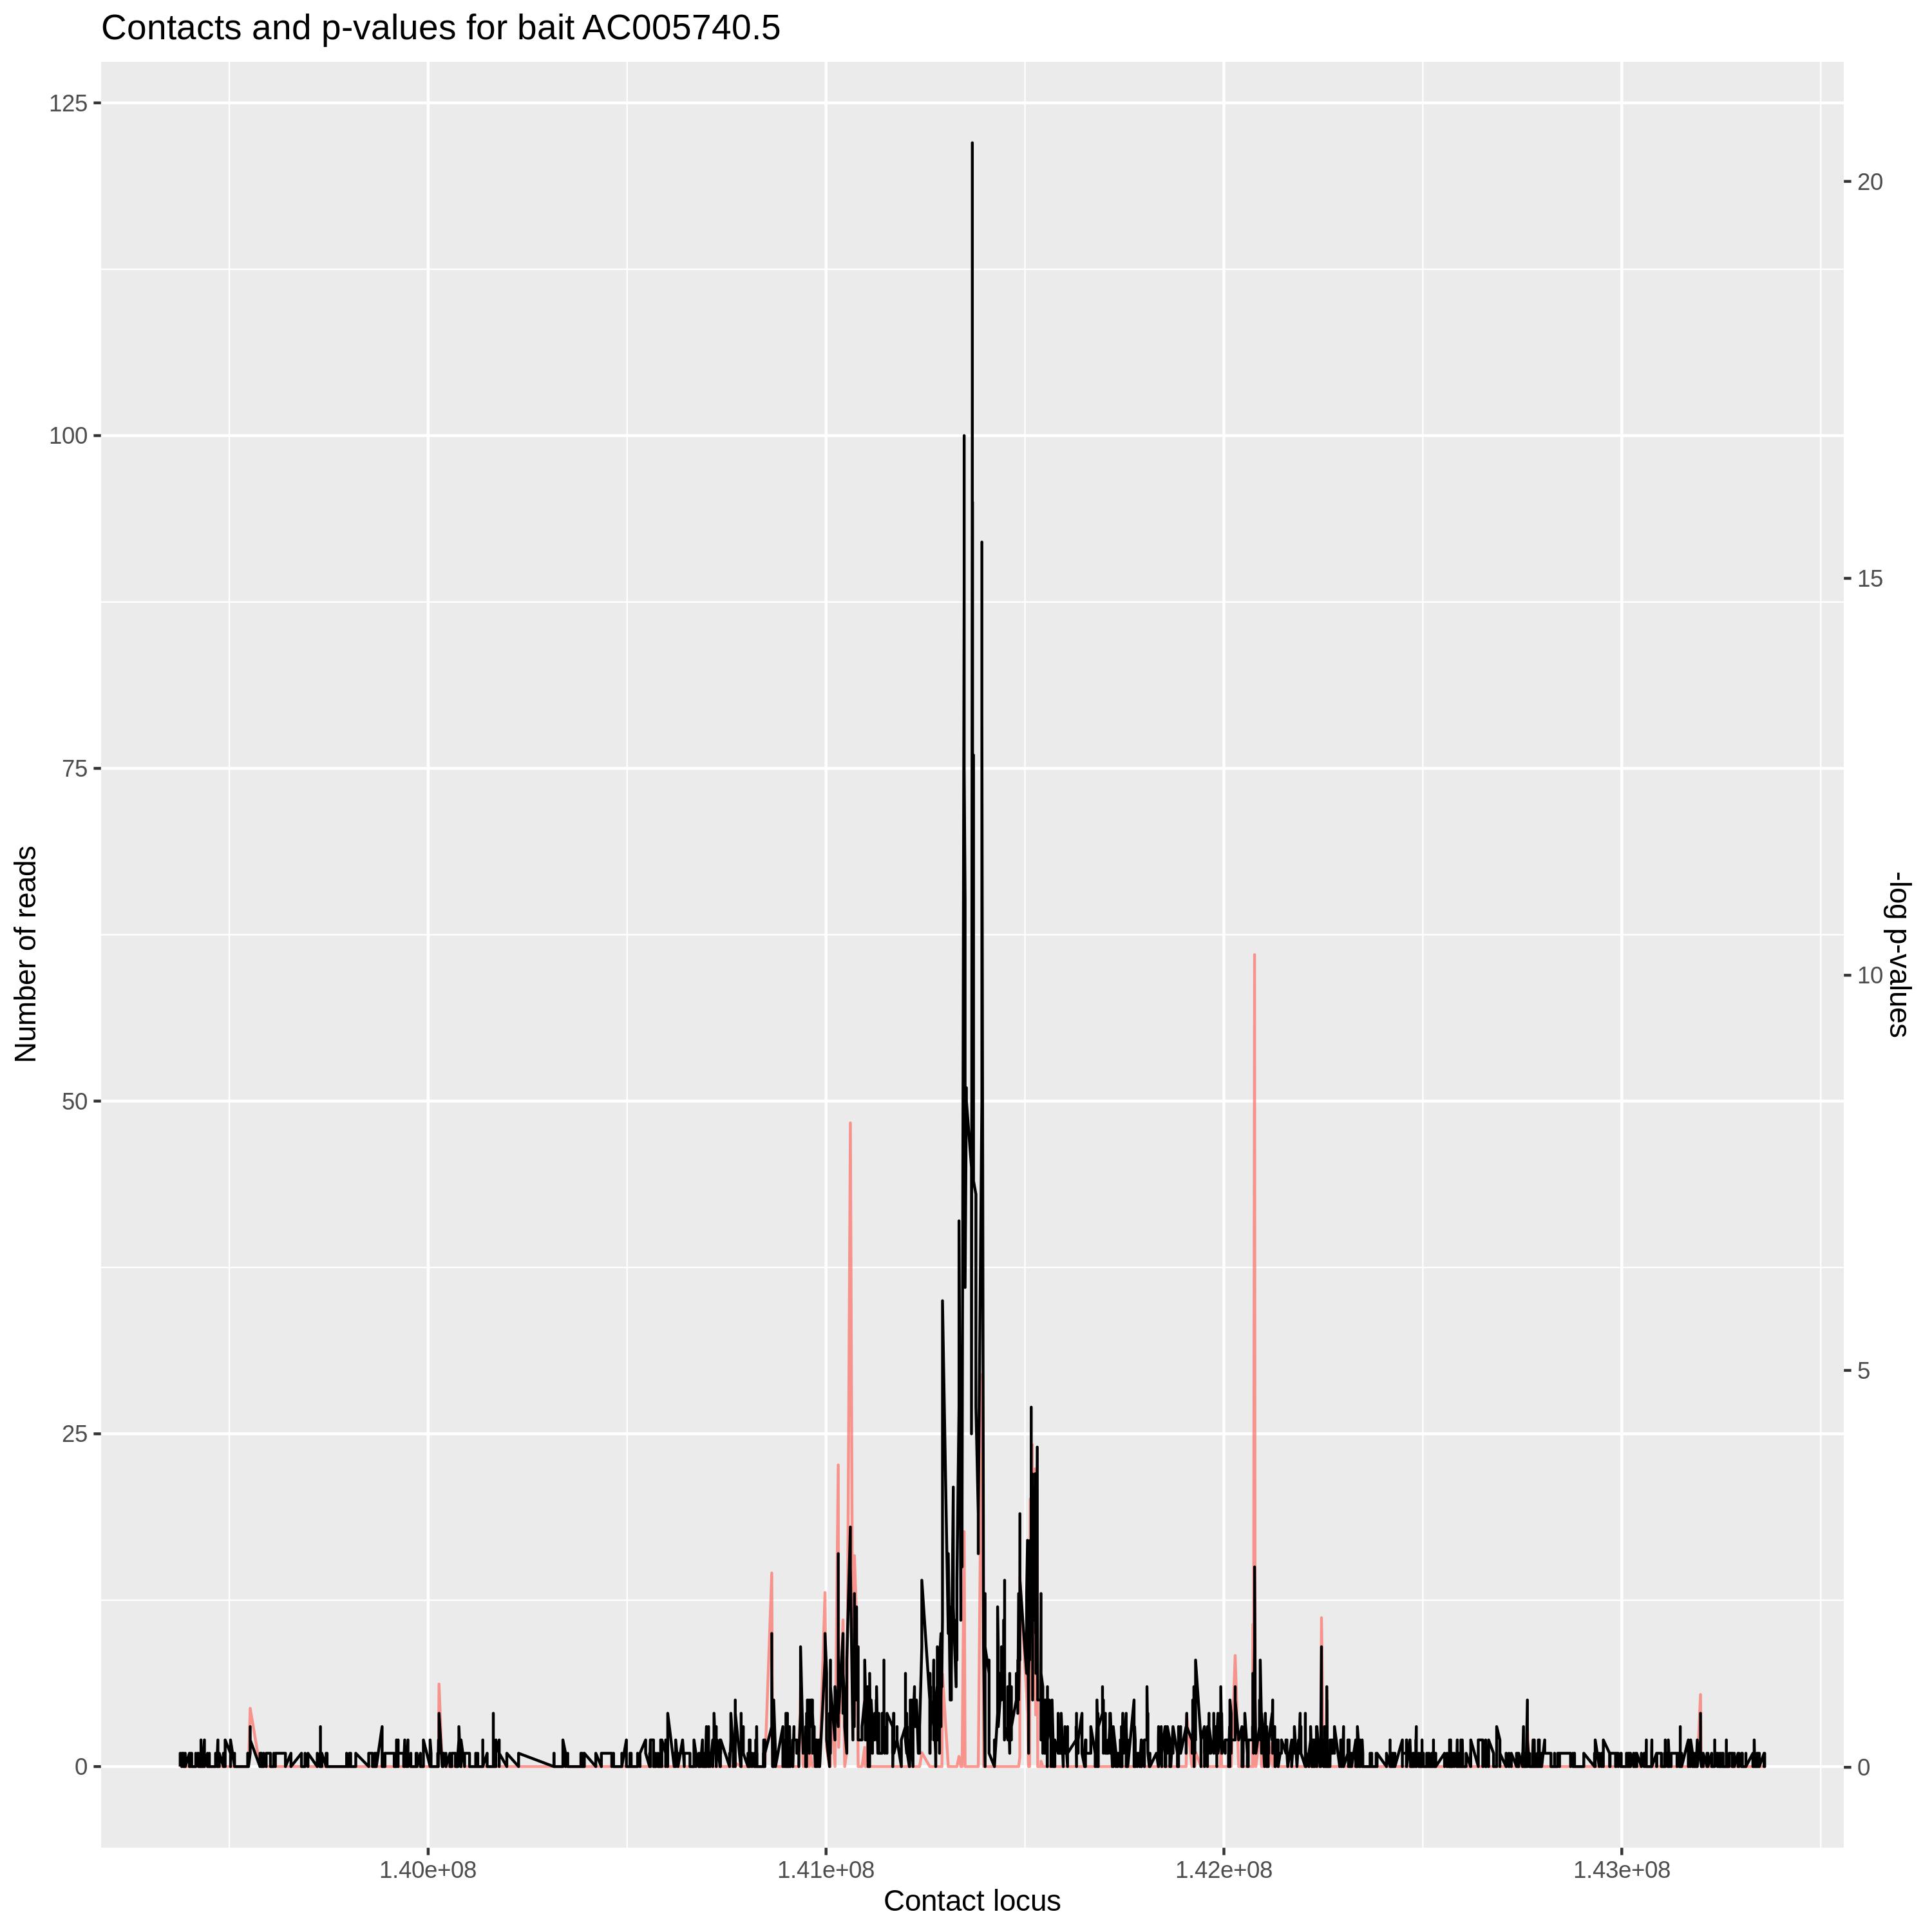 Contacts and p-values for bait AC005740.5
125
100
75
50
25
0
Number of reads
20
15
10
5
0
-log p-values
1.40e+08
1.41e+08
1.42e+08
1.43e+08
Contact locus